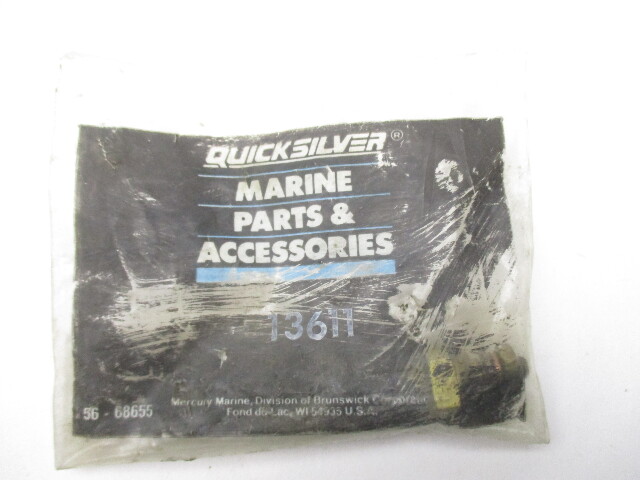 QUICKSILVER®
MARINE
PARTS &
ACCESSORIES
13611
Mercury Marine, Division of Brunswick Corporation
56 - 68655
Fond du Lac, WI 54935 U.S.A.